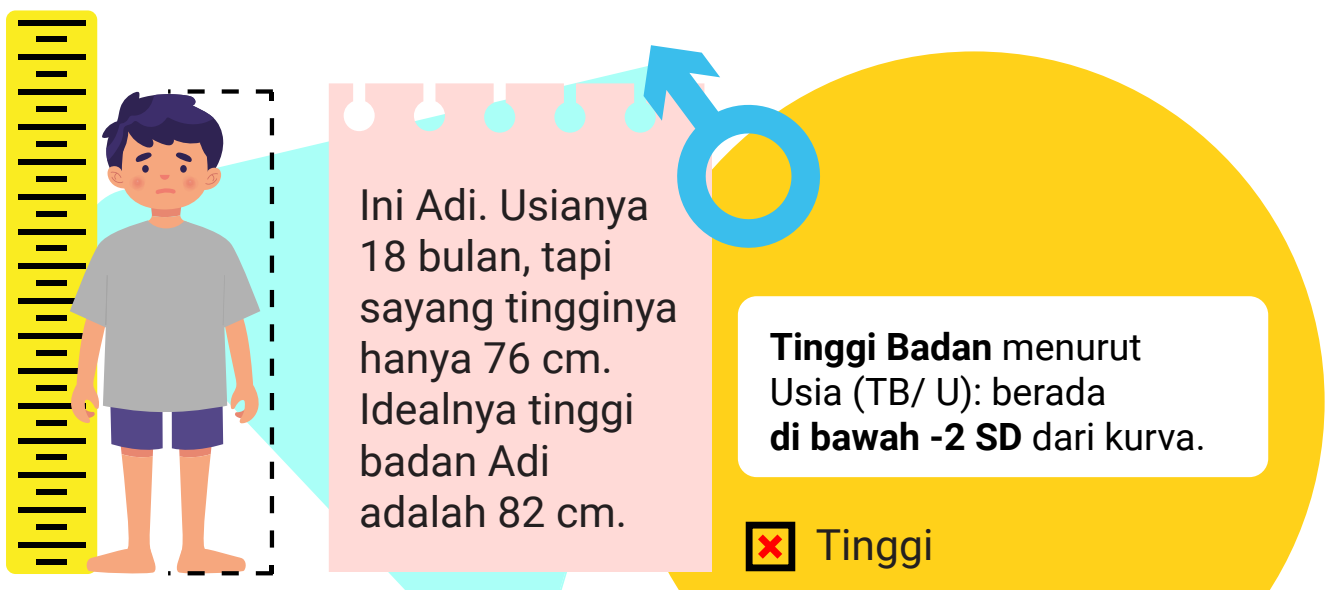 Ini Adi. Usianya
18 bulan, tapi
sayang tingginya
hanya 76 cm.
Idealnya tinggi
badan Adi
adalah 82 cm.
Tinggi Badan menurut
Usia (TB/ U): berada
di bawah -2 SD dari kurva.
Tinggi